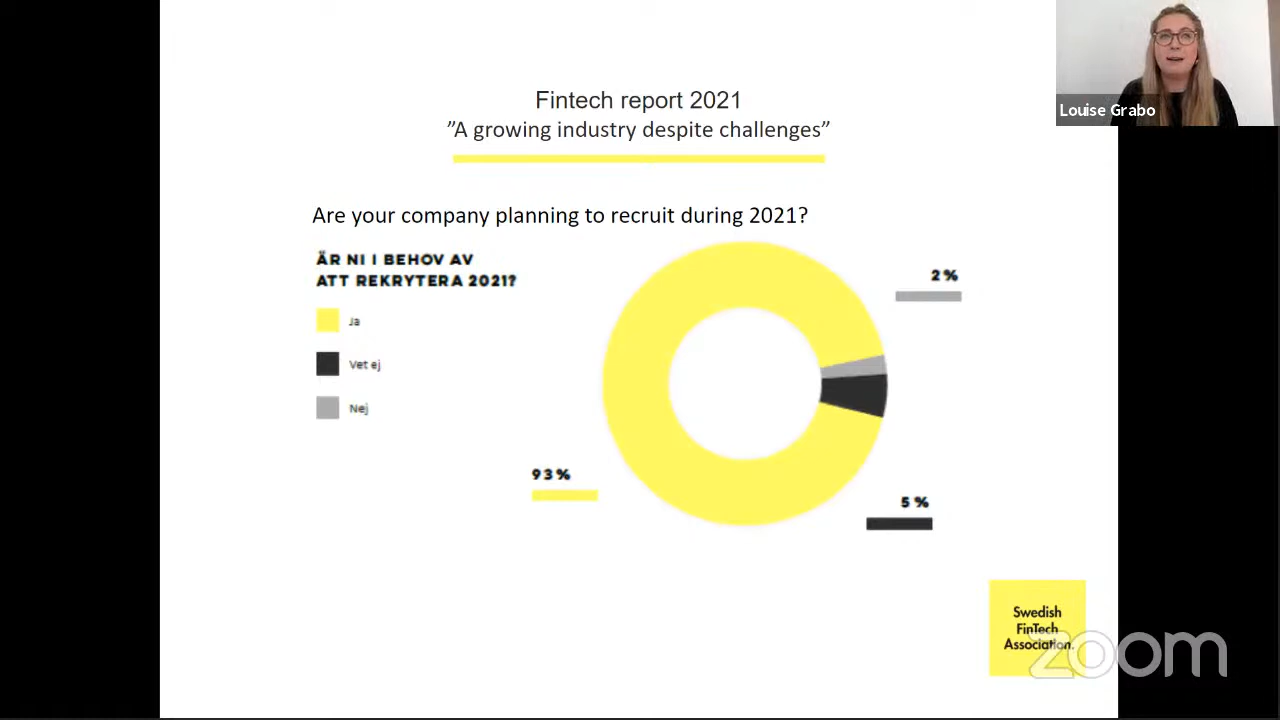 Fintech report 2021
”A growing industry despite challenges”
Louise Grabo
Are your company planning to recruit during 2021?
ÄR NI I BEHOV AV
ATT REKRYTERA 2021?
Ja
Vet ej
Nej
2%
93%
5 %
Swedish
FinTech
Association.
zoom